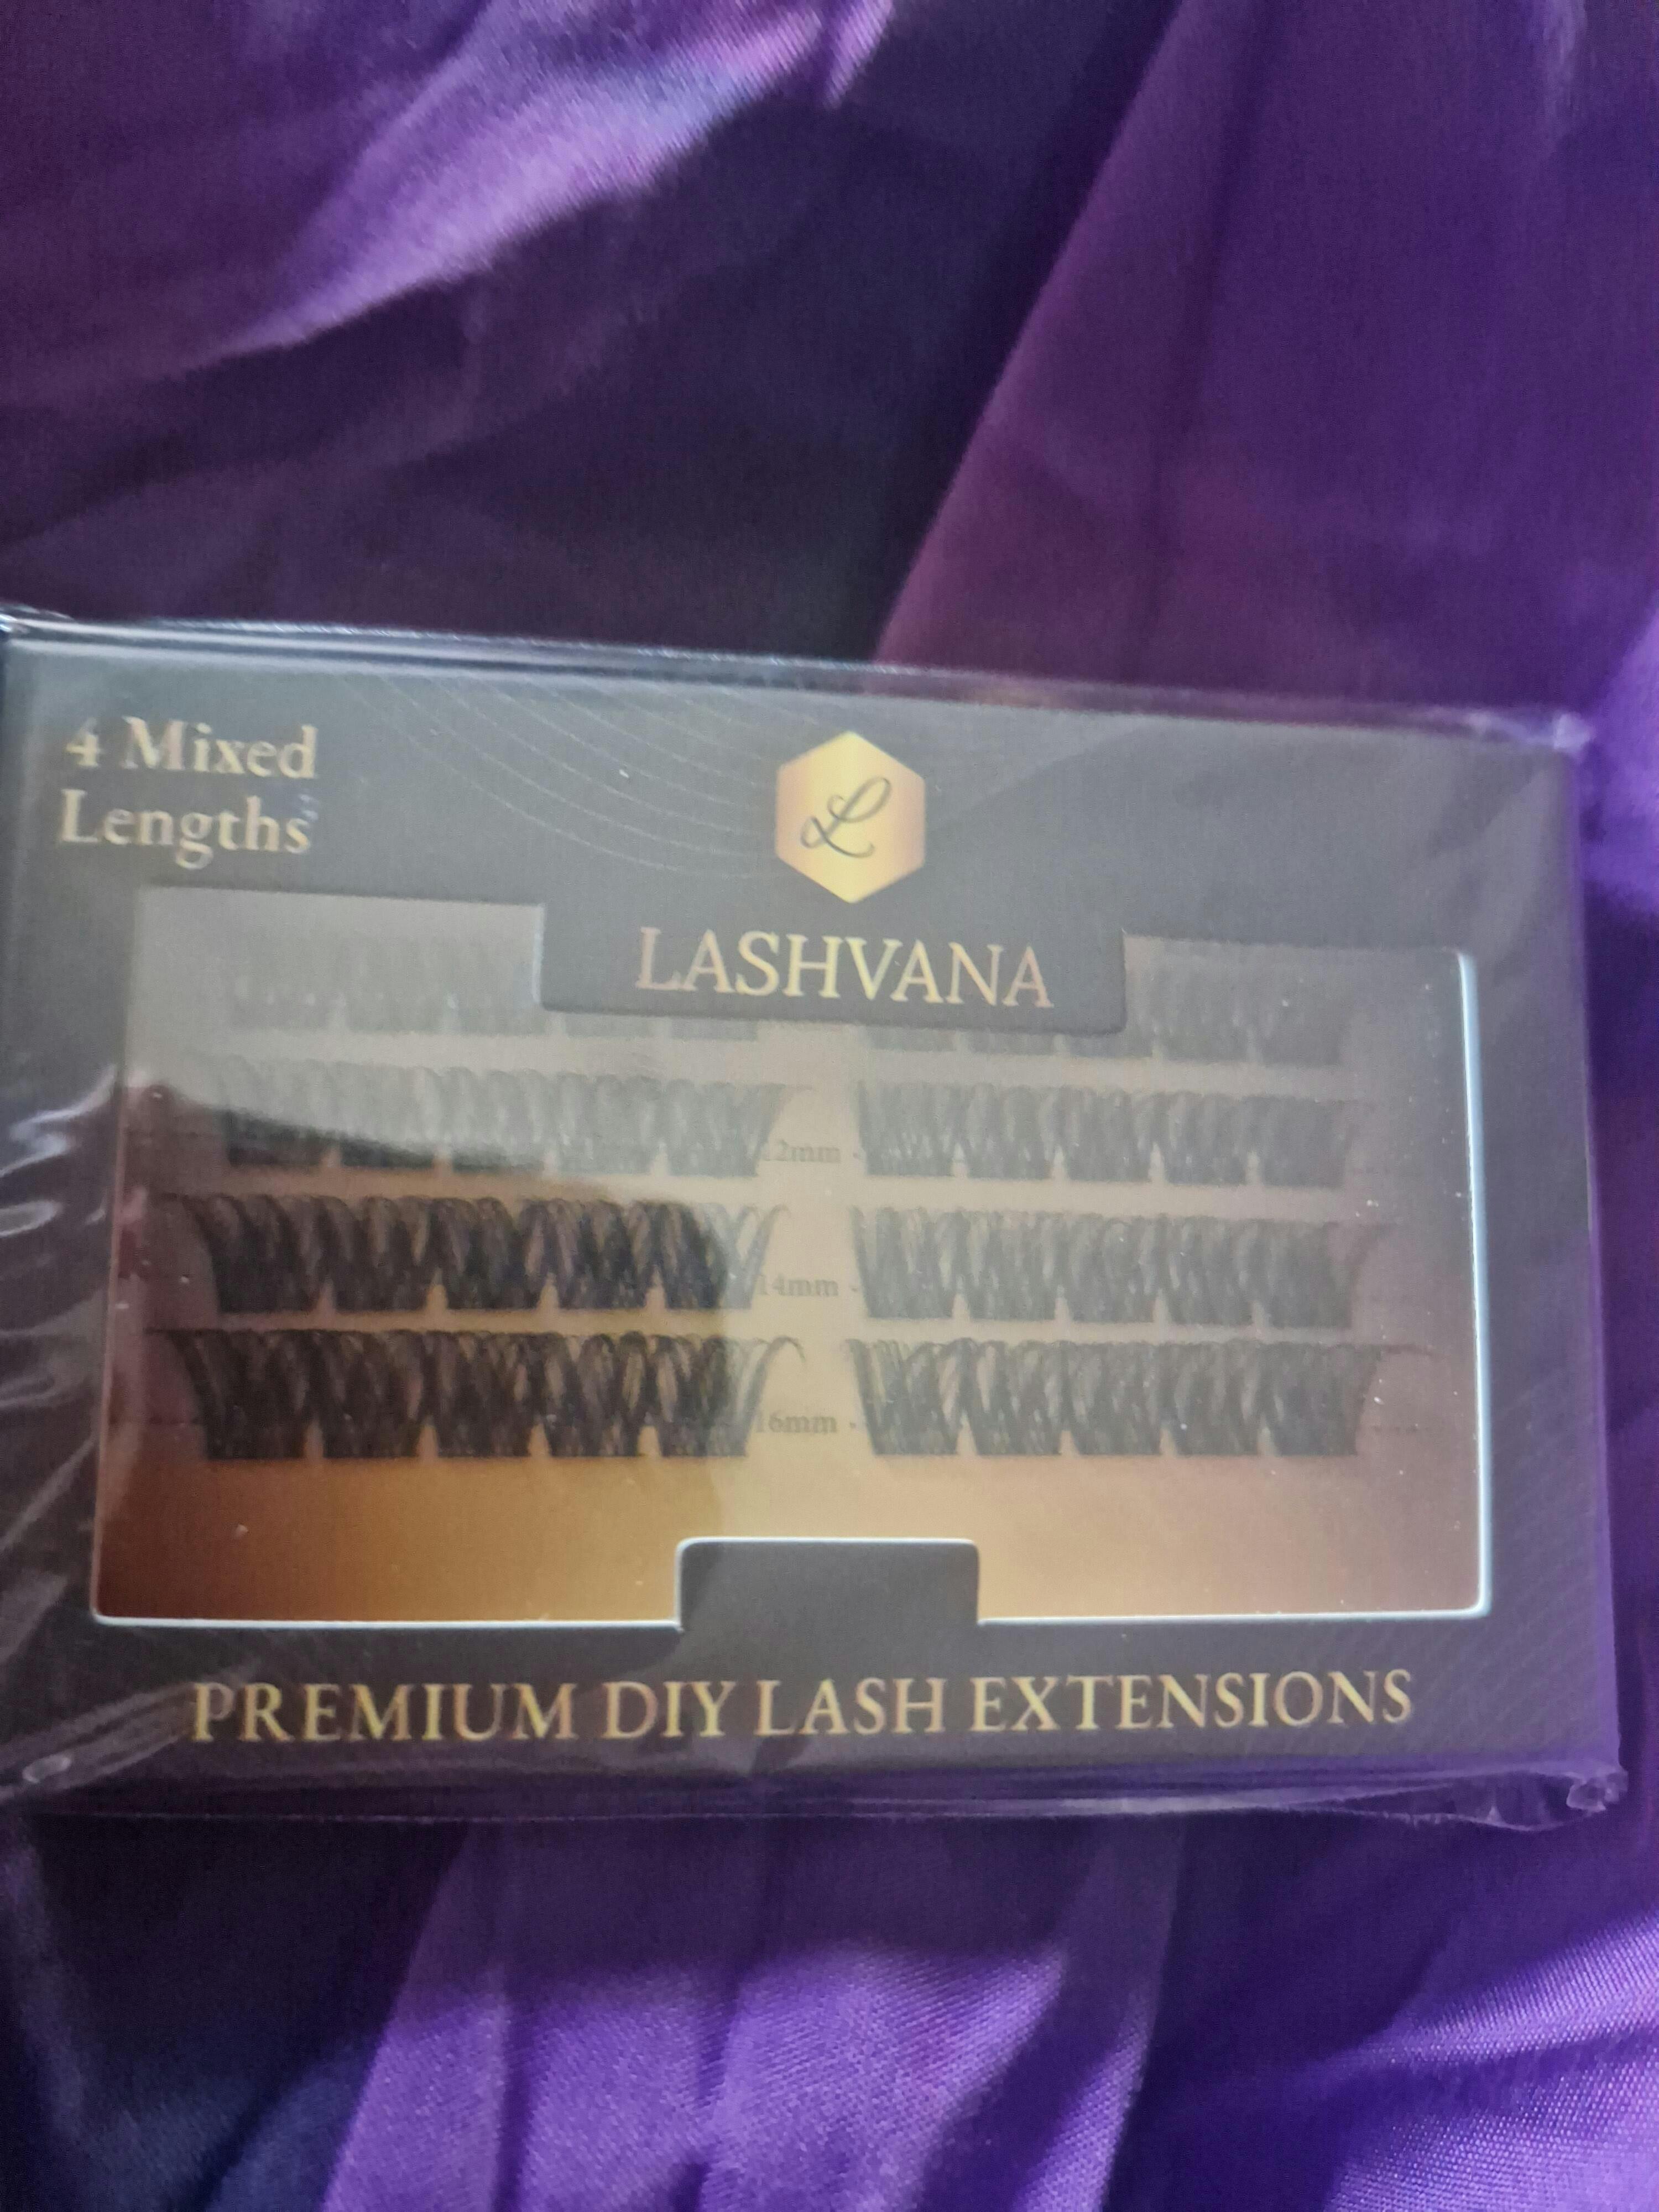 4 Mixed
Lengths
L
LASHVANA
12mm
14mm
16mm
PREMIUM DIY LASH EXTENSIONS